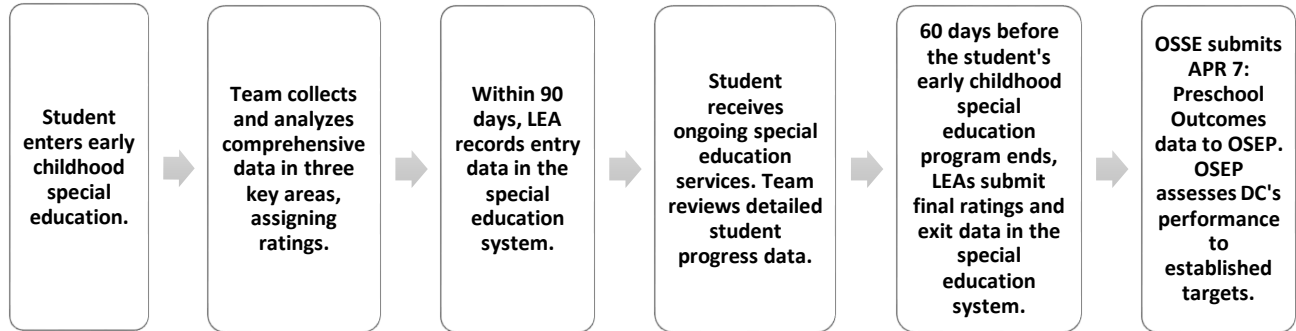 Student
enters early
childhood
special
education.
Team collects
and analyzes
comprehensive
data in three
key areas,
assigning
ratings.
Within 90
days, LEA
records entry
data in the
special
education
system.
Student
receives
ongoing special
education
services. Team
reviews detailed
student
progress data.
60 days before
the student's
early childhood
special
education
program ends,
LEAs submit
final ratings and
exit data in the
special
education
system.
OSSE submits
APR 7:
Preschool
Outcomes
data to OSEP.
OSEP
assesses DC's
performance
to
established
targets.